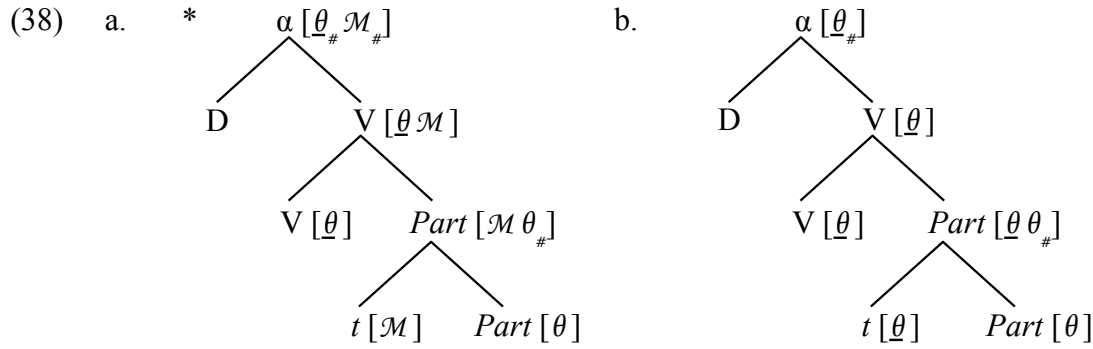 (38) a. * α [θ̲# ℳ#] b. α [θ̲#]
D V [θ̲ ℳ] D V [θ̲]
V [θ̲] Part [ℳ θ#] V [θ̲] Part [θ̲ θ#]
t [ℳ] Part [θ] t [θ̲] Part [θ]